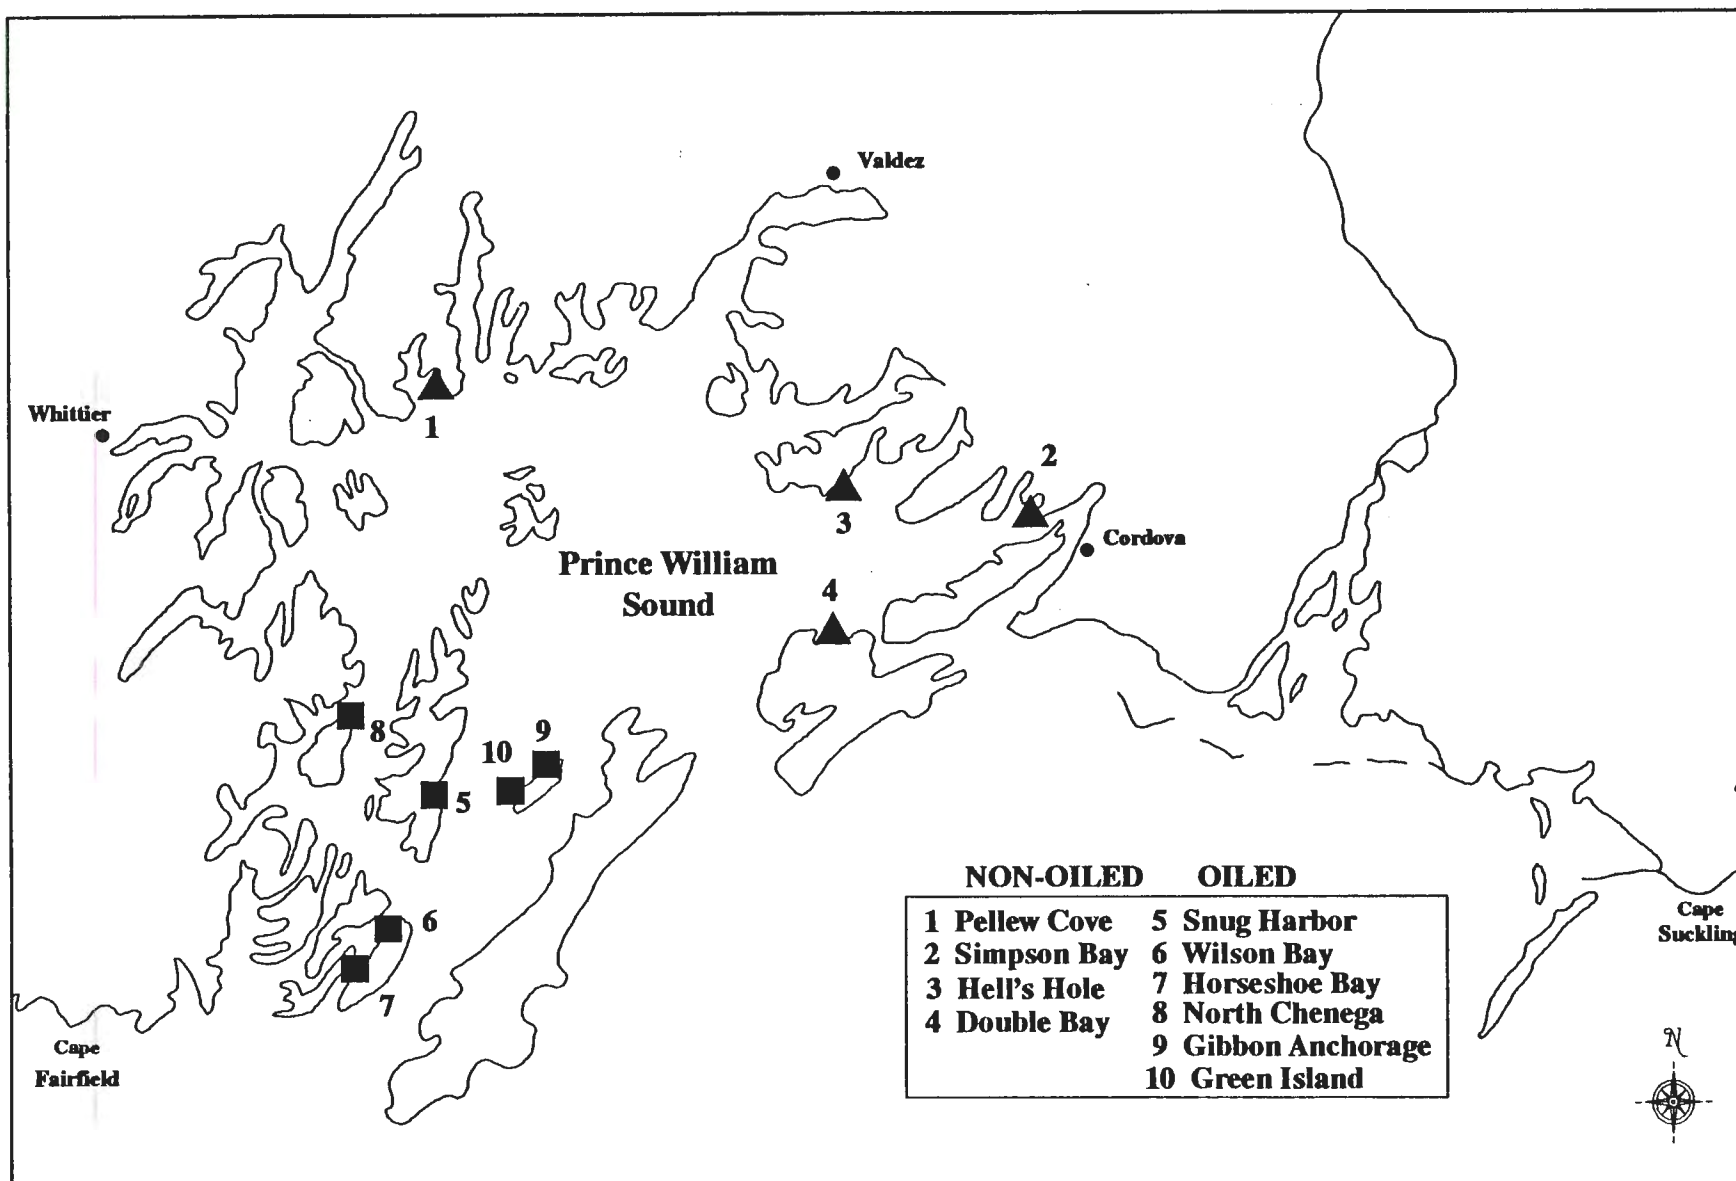 Valdez
Whittier
1
2
3
Cordova
Prince William
Sound
4
8
9
10
5
6
7
NON-OILED OILED
1 Pellew Cove 5 Snug Harbor
2 Simpson Bay 6 Wilson Bay
3 Hell's Hole 7 Horseshoe Bay
4 Double Bay 8 North Chenega
9 Gibbon Anchorage
10 Green Island
Cape
Suckling
Cape
Fairfield
N